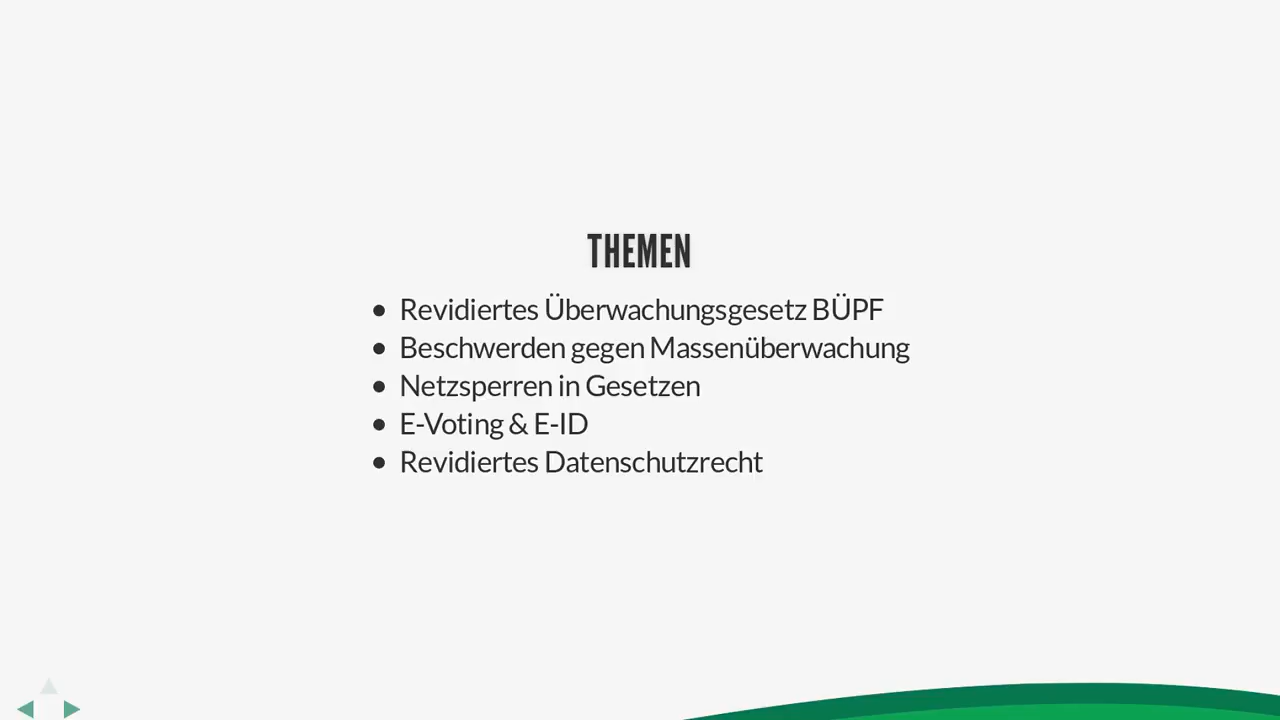 THEMEN
Revidiertes Überwachungsgesetz BÜPF
Beschwerden gegen Massenüberwachung
Netzsperren in Gesetzen
E-Voting & E-ID
Revidiertes Datenschutzrecht